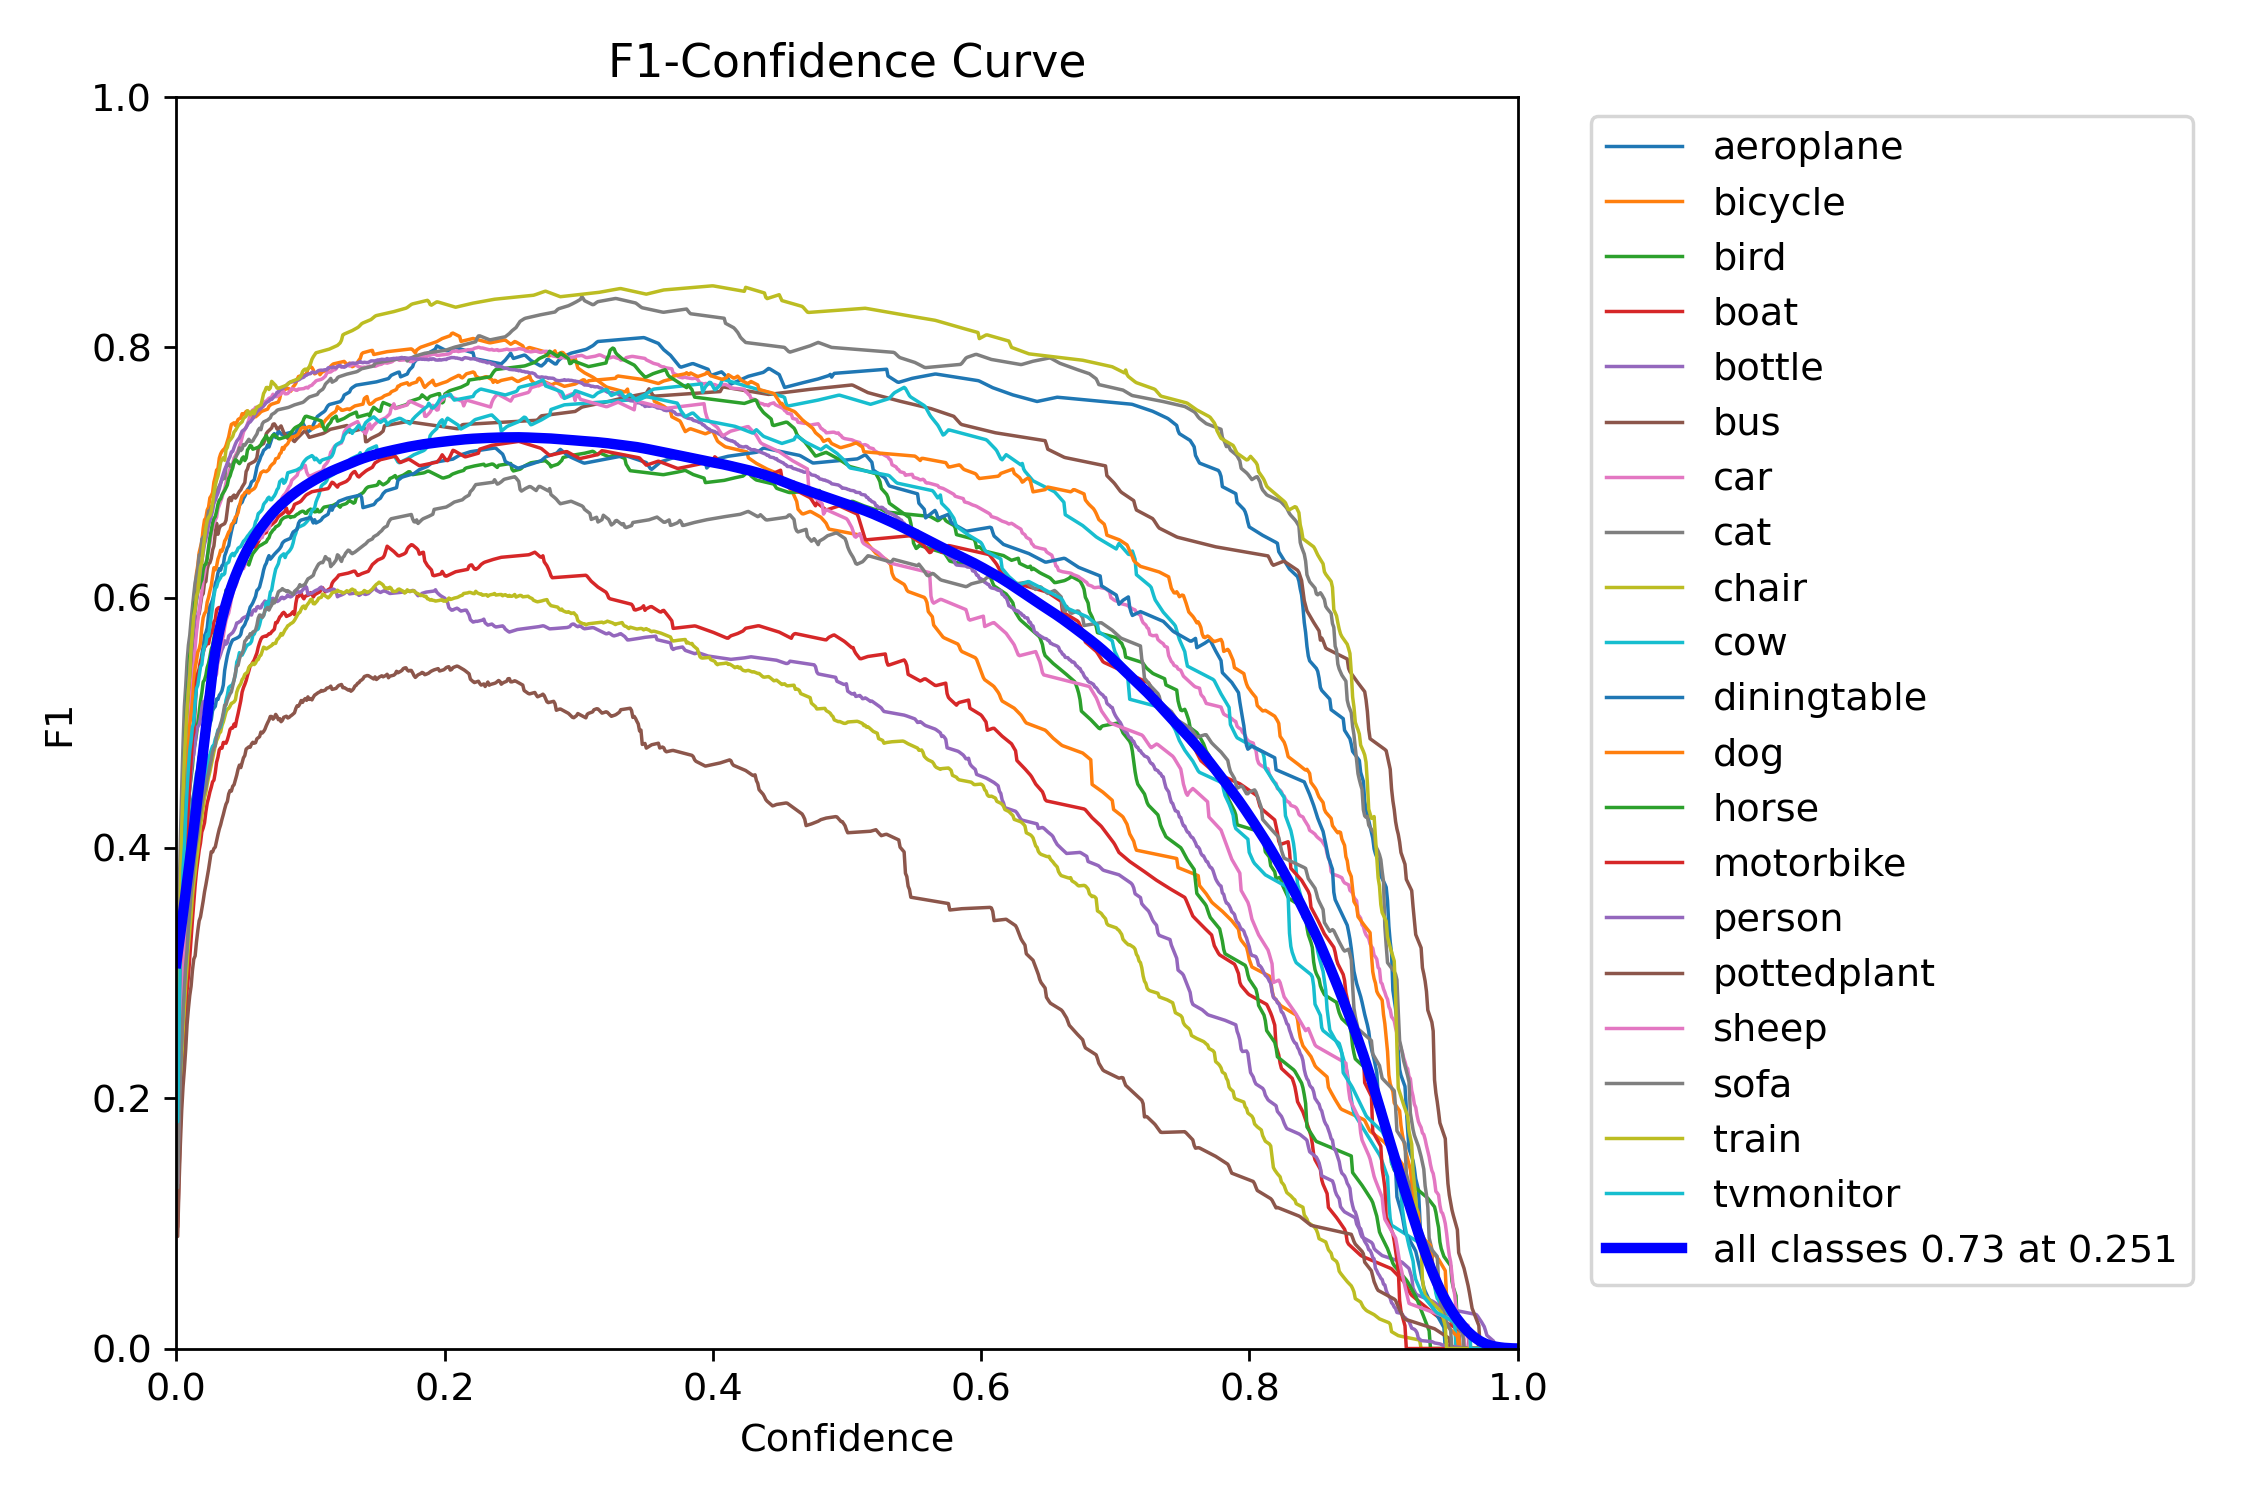 F1-Confidence Curve
1.0
0.8
0.6
0.4
0.2
0.0
F1
0.0 0.2 0.4 0.6 0.8 1.0
Confidence
aeroplane
bicycle
bird
boat
bottle
bus
car
cat
chair
cow
diningtable
dog
horse
motorbike
person
pottedplant
sheep
sofa
train
tvmonitor
all classes 0.73 at 0.251